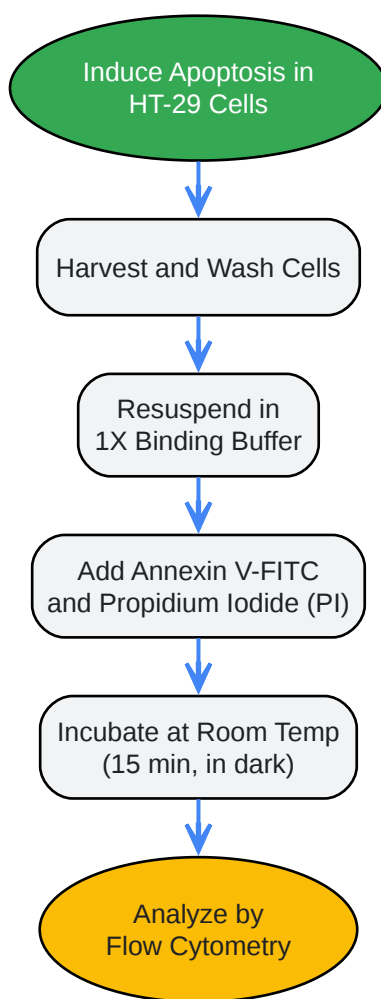 Induce Apoptosis in
HT-29 Cells
Harvest and Wash Cells
Resuspend in
1X Binding Buffer
Add Annexin V-FITC
and Propidium Iodide (PI)
Incubate at Room Temp
(15 min, in dark)
Analyze by
Flow Cytometry